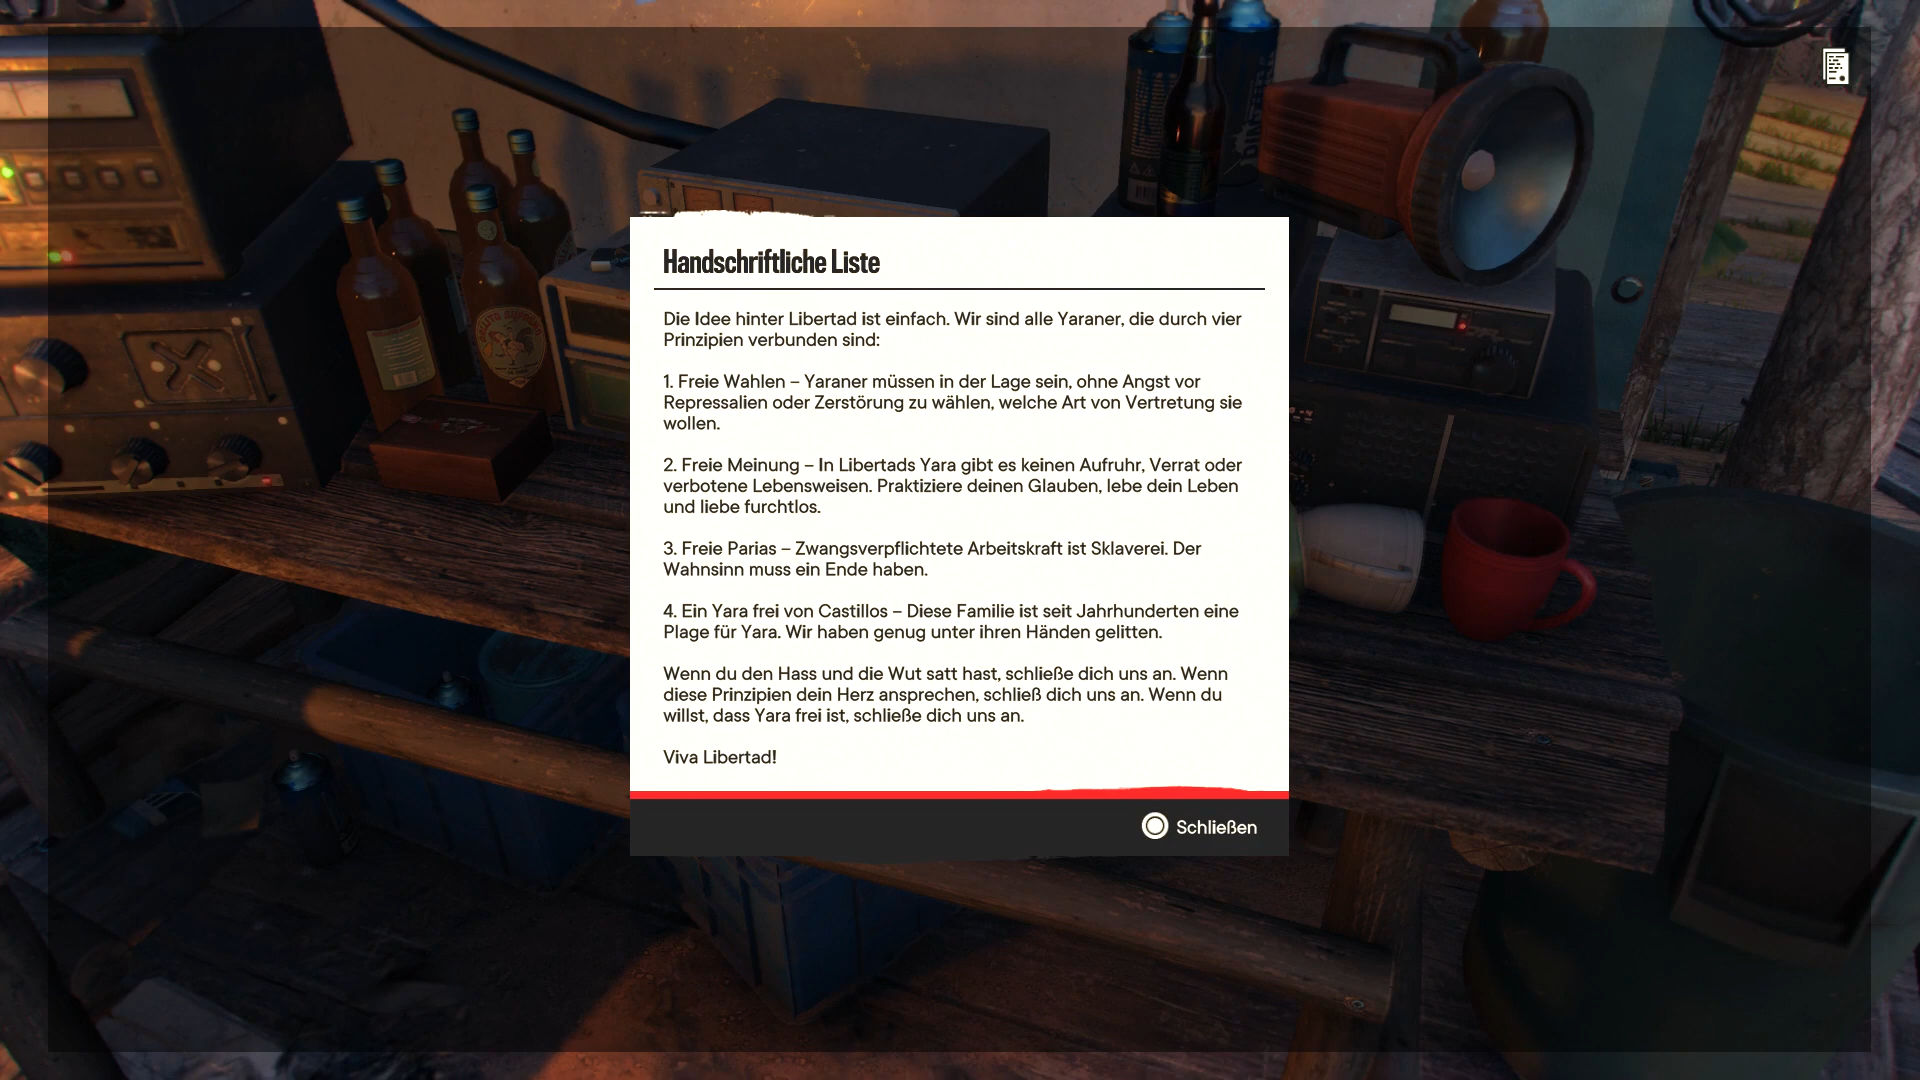 Handschriftliche Liste
Die Idee hinter Libertad ist einfach. Wir sind alle Yaraner, die durch vier
Prinzipien verbunden sind:
1. Freie Wahlen – Yaraner müssen in der Lage sein, ohne Angst vor
Repressalien oder Zerstörung zu wählen, welche Art von Vertretung sie
wollen.
2. Freie Meinung – In Libertads Yara gibt es keinen Aufruhr, Verrat oder
verbotene Lebensweisen. Praktiziere deinen Glauben, lebe dein Leben
und liebe furchtlos.
3. Freie Parias – Zwangsverpflichtete Arbeitskraft ist Sklaverei. Der
Wahnsinn muss ein Ende haben.
4. Ein Yara frei von Castillos – Diese Familie ist seit Jahrhunderten eine
Plage für Yara. Wir haben genug unter ihren Händen gelitten.
Wenn du den Hass und die Wut satt hast, schließe dich uns an. Wenn
diese Prinzipien dein Herz ansprechen, schließ dich uns an. Wenn du
willst, dass Yara frei ist, schließe dich uns an.
Viva Libertad!
Schließen